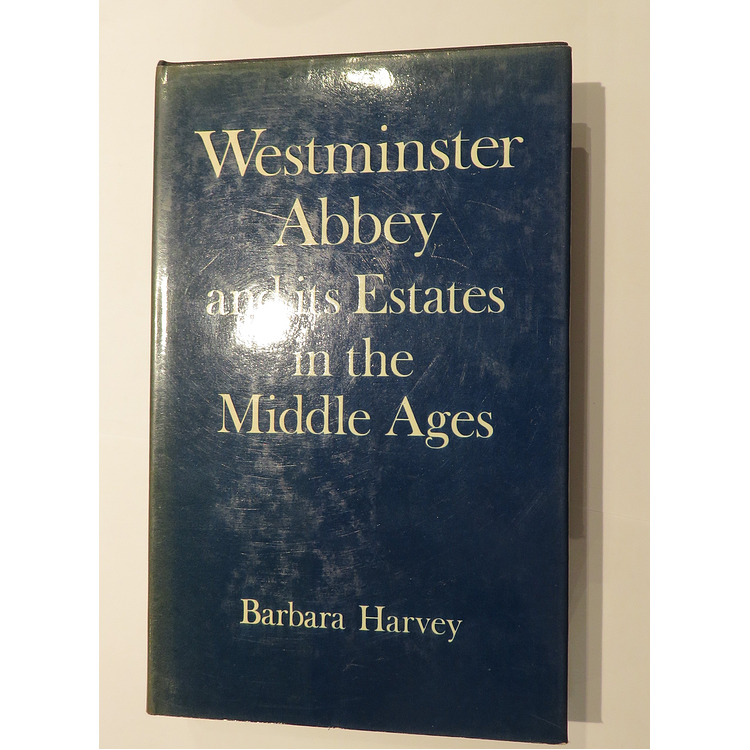 Westminster
Abbey
and its Estates
in the
Middle Ages
Barbara Harvey